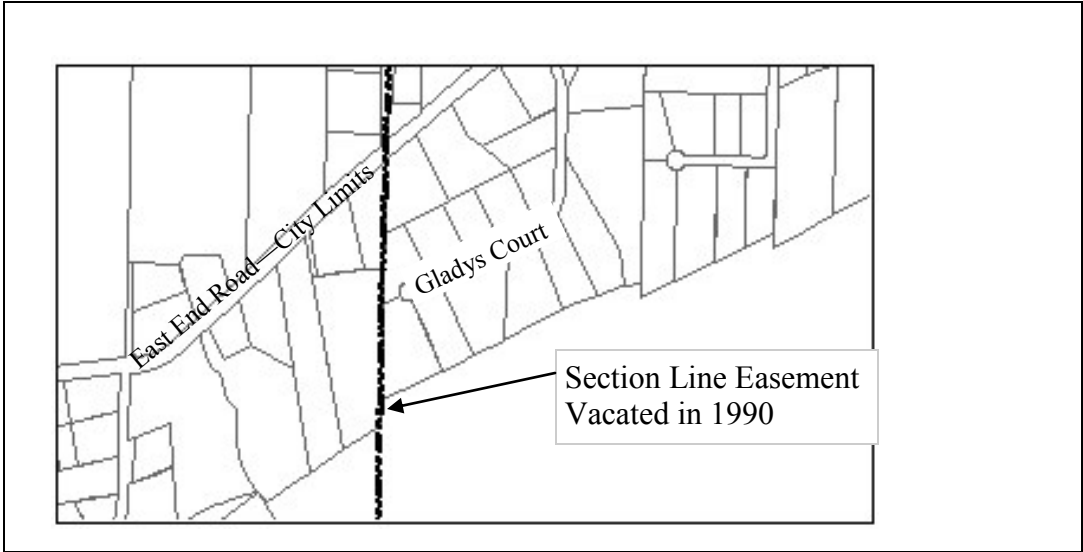 East End Road—City Limits
Gladys Court
Section Line Easement
Vacated in 1990